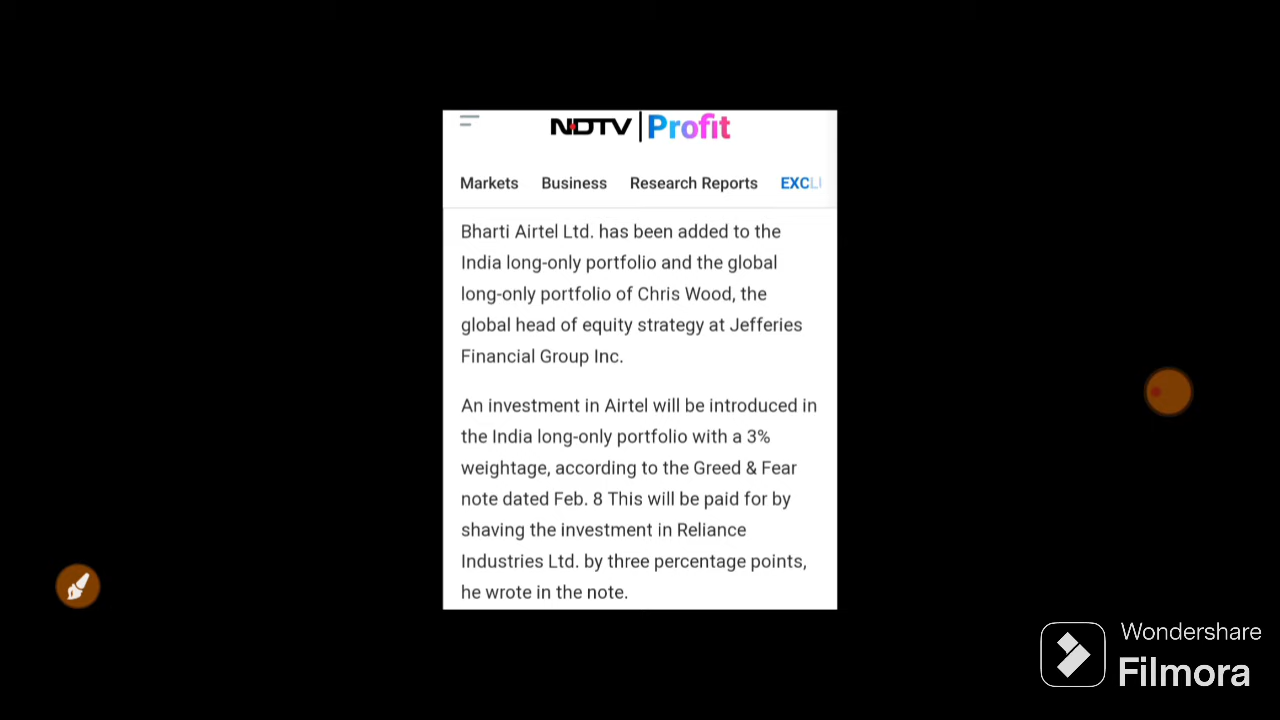 NDTV | Profit
Markets Business Research Reports EXCL
Bharti Airtel Ltd. has been added to the
India long-only portfolio and the global
long-only portfolio of Chris Wood, the
global head of equity strategy at Jefferies
Financial Group Inc.
An investment in Airtel will be introduced in
the India long-only portfolio with a 3%
weightage, according to the Greed & Fear
note dated Feb. 8 This will be paid for by
shaving the investment in Reliance
Industries Ltd. by three percentage points,
he wrote in the note.
Wondershare
Filmora